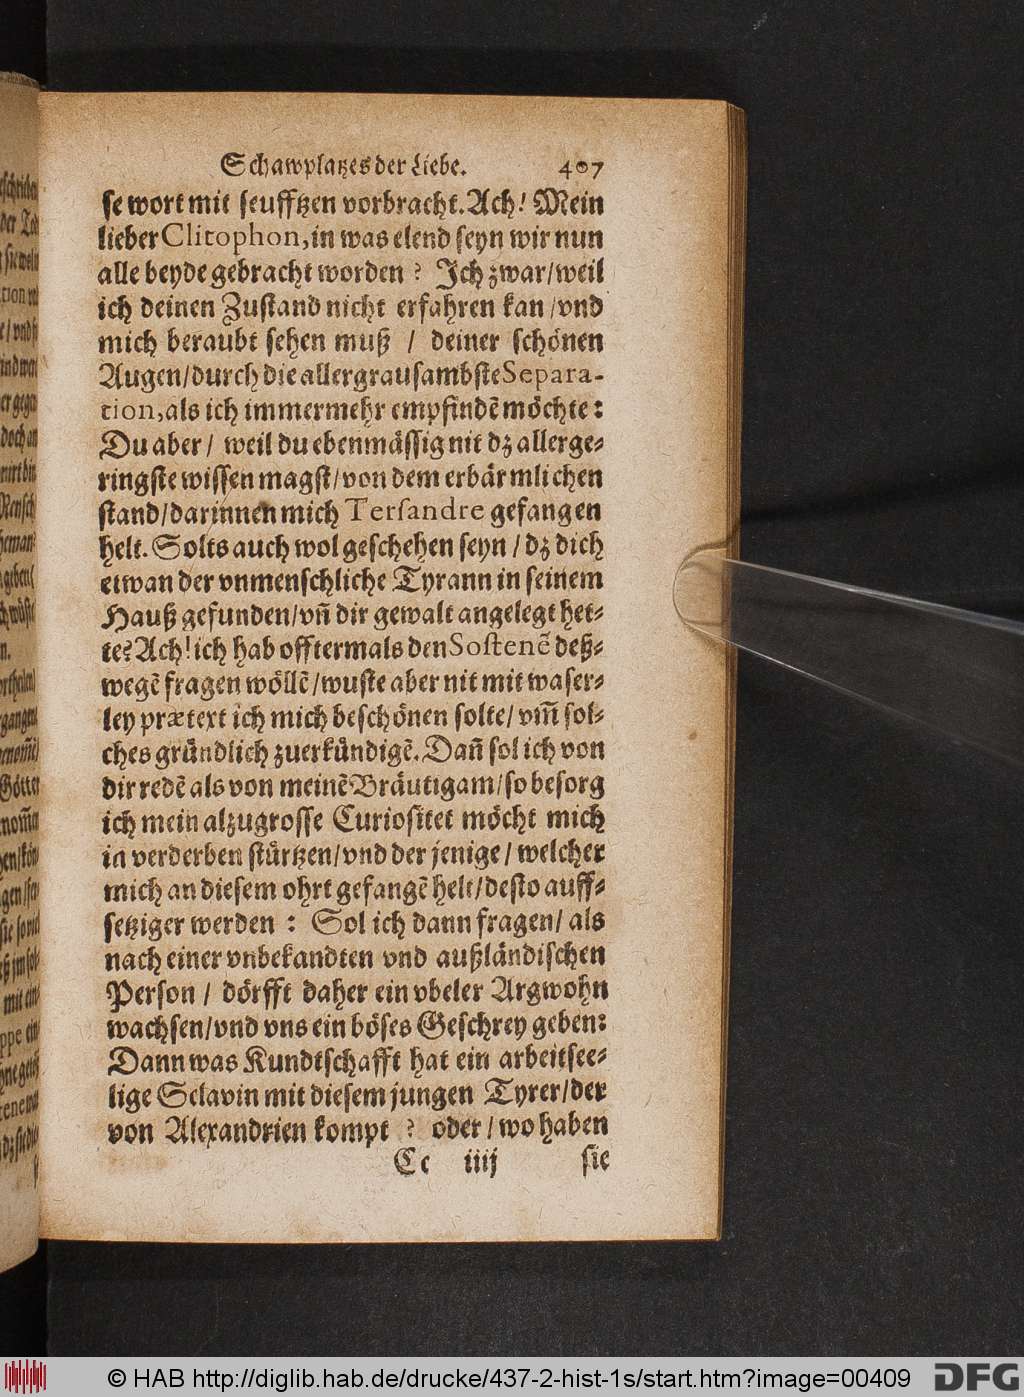 Schawplatzes der Liebe. 407
se wort mit seufftzen vorbracht. Ach! Mein
lieber Clitophon, in was elend seyn wir nun
alle beyde gebracht worden ? Ich zwar/weil
ich deinen Zustand nicht erfahren kan /vnd
mich beraubt sehen muß / deiner schönen
Augen/durch die allergrausambste Separa-
tion, als ich immermehr empfindẽ möchte:
Du aber / weil du ebenmässig nit dz allerge-
ringste wissen magst/von dem erbärmlichen
stand/darinnen mich Tersandre gefangen
helt. Solts auch wol geschehen seyn / dz dich
etwan der vnmenschliche Tyrann in seinem
Hauß gefunden/vñ dir gewalt angelegt het-
te? Ach! ich hab offtermals den Sostenẽ deß-
wegẽ fragen wöllẽ /wuste aber nit mit waser-
ley prætext ich mich beschönen solte/ vm̃ sol-
ches gründlich zuerkündigẽ. Dañ sol ich von
dir redẽ als von meinẽ Bräutigam/so besorg
ich mein alzugrosse Curiositet möcht mich
in verderben stürtzen/vnd der jenige / welcher
mich an diesem ohrt gefangẽ helt/desto auff-
setziger werden : Sol ich dann fragen/ als
nach einer vnbekandten vnd außländischen
Person / dörfft daher ein vbeler Argwohn
wachsen/vnd vns ein böses Geschrey geben:
Dann was Kundtschafft hat ein arbeitsee-
lige Sclavin mit diesem jungen Tyrer/der
von Alexandrien kompt ? oder / wo haben
Cc iiij sie
© HAB http://diglib.hab.de/drucke/437-2-hist-1s/start.htm?image=00409 DFG